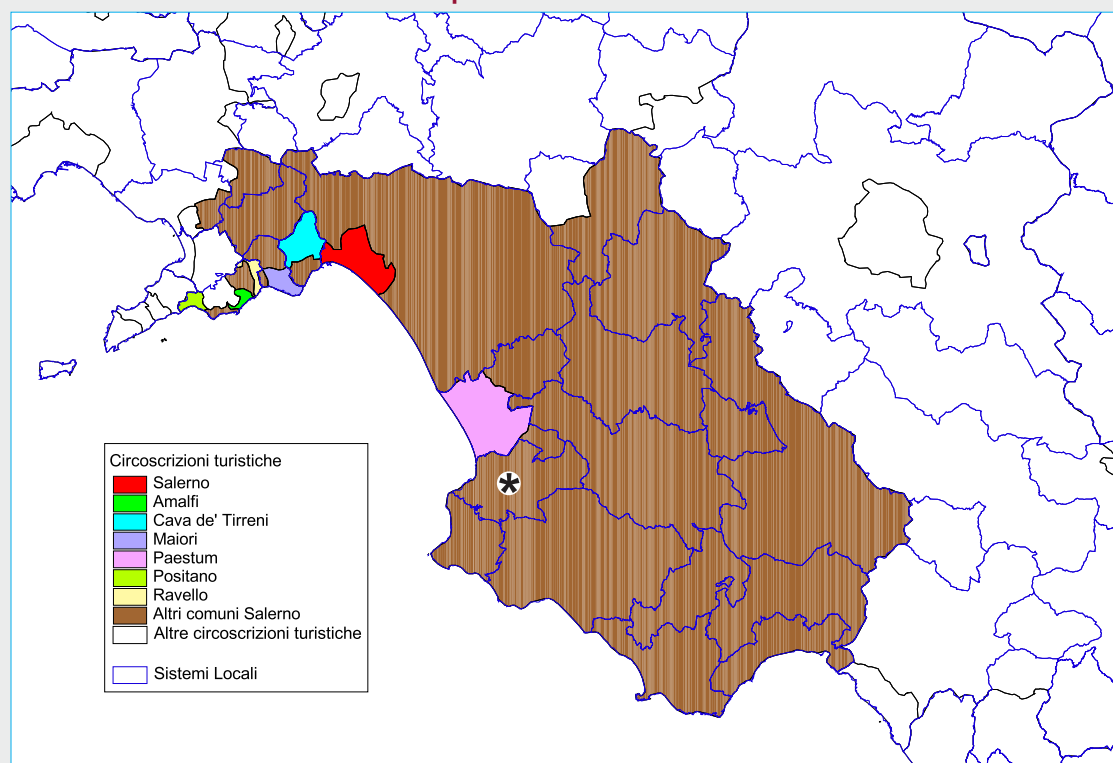 Circoscrizioni turistiche
Salerno
Amalfi
Cava de' Tirreni
Maiori
Paestum
Positano
Ravello
Altri comuni Salerno
Altre circoscrizioni turistiche
Sistemi Locali
*